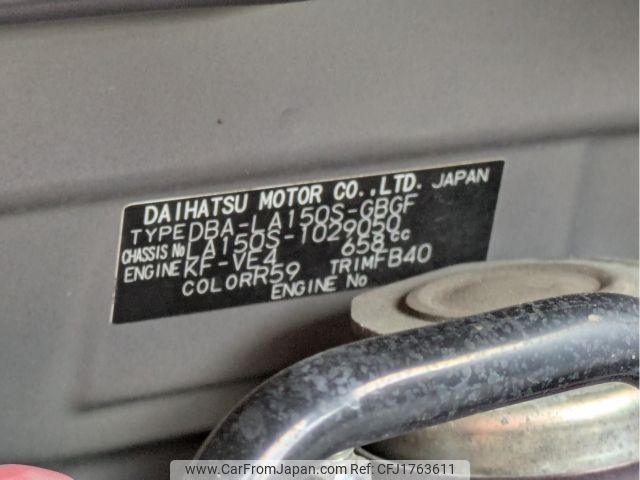 DAIHATSU MOTOR CO.,LTD. JAPAN
TYPE DBA-LA150S-GBGF
CHASSIS No LA150S-1029050
ENGINE KF-VE4 658cc
COLOR R59 TRIM FB40
ENGINE No
www.CarFromJapan.com | Ref:CFJ1763611